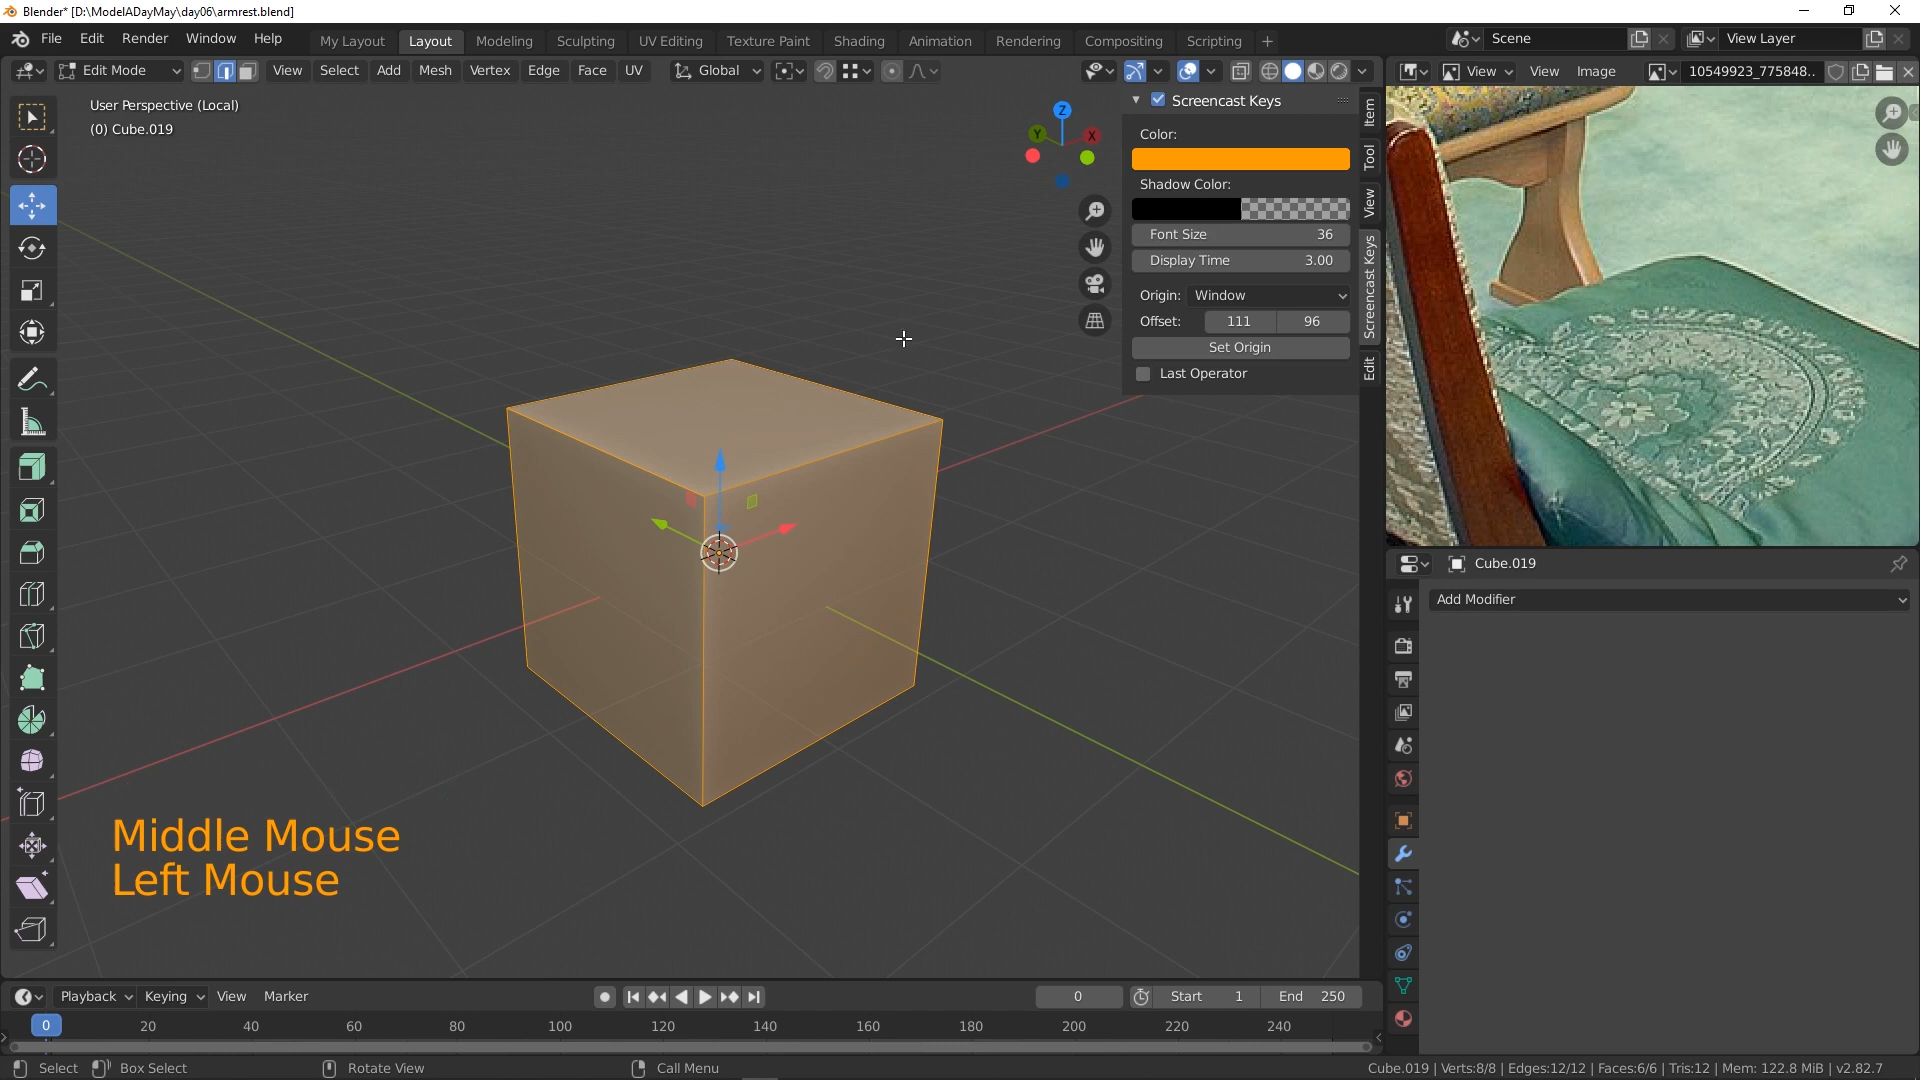 Blender* [D:\ModelADayMay\day06\armrest.blend]
File Edit Render Window Help
My Layout Layout Modeling Sculpting UV Editing Texture Paint Shading Animation Rendering Compositing Scripting
Scene
View Layer
Edit Mode View Select Add Mesh Vertex Edge Face UV Global
View View Image 10549923_775848..
User Perspective (Local)
(0) Cube.019
Z
Y
X
Screencast Keys
Color:
Shadow Color:
Font Size 36
Display Time 3.00
Origin: Window
Offset: 111 96
Set Origin
Last Operator
Item
Tool
View
Screencast Keys
Edit
Cube.019
Add Modifier
Middle Mouse
Left Mouse
Playback Keying View Marker
0 Start 1 End 250
0 20 40 60 80 100 120 140 160 180 200 220 240
Select Box Select Rotate View Call Menu
Cube.019 | Verts:8/8 | Edges:12/12 | Faces:6/6 | Tris:12 | Mem: 122.8 MiB | v2.82.7